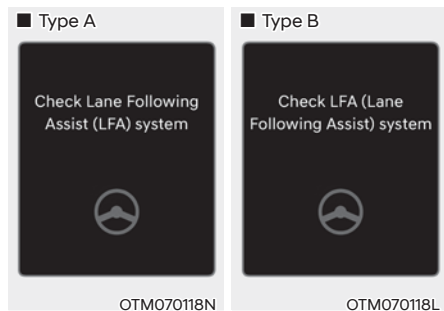 ■ Type A
Check Lane Following
Assist (LFA) system
OTM070118N
■ Type B
Check LFA (Lane
Following Assist) system
OTM070118L